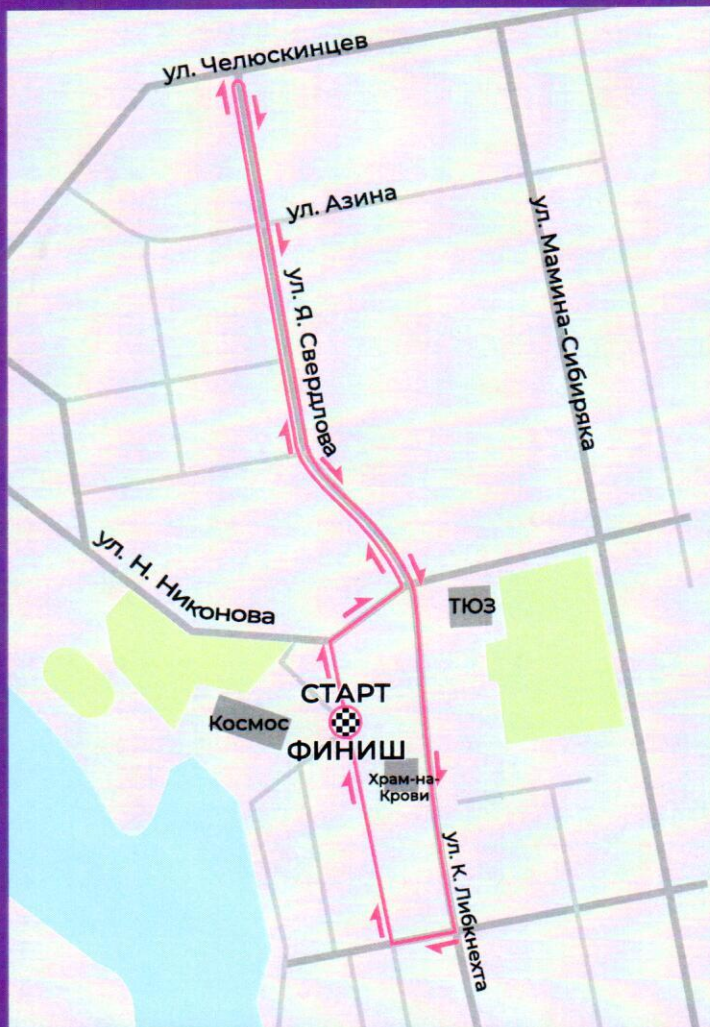 ул. Челюскинцев
ул. Азина
ул. Мамина-Сибиряка
ул. Я. Свердлова
ул. Н. Никонова
ТЮЗ
СТАРТ
Космос
ФИНИШ
Храм-на-
Крови
ул. К. Либкнехта